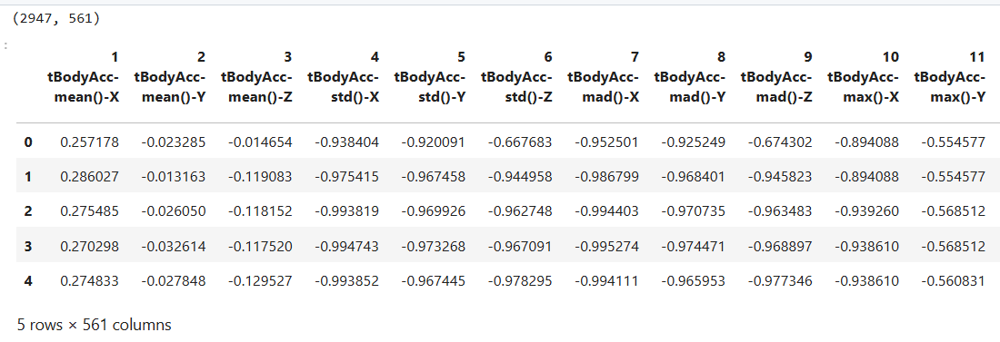 (2947, 561)
:
1 2 3 4 5 6 7 8 9 10 11
tBodyAcc- tBodyAcc- tBodyAcc- tBodyAcc- tBodyAcc- tBodyAcc- tBodyAcc- tBodyAcc- tBodyAcc- tBodyAcc- tBodyAcc-
mean()-X mean()-Y mean()-Z std()-X std()-Y std()-Z mad()-X mad()-Y mad()-Z max()-X max()-Y
0 0.257178 -0.023285 -0.014654 -0.938404 -0.920091 -0.667683 -0.952501 -0.925249 -0.674302 -0.894088 -0.554577
1 0.286027 -0.013163 -0.119083 -0.975415 -0.967458 -0.944958 -0.986799 -0.968401 -0.945823 -0.894088 -0.554577
2 0.275485 -0.026050 -0.118152 -0.993819 -0.969926 -0.962748 -0.994403 -0.970735 -0.963483 -0.939260 -0.568512
3 0.270298 -0.032614 -0.117520 -0.994743 -0.973268 -0.967091 -0.995274 -0.974471 -0.968897 -0.938610 -0.568512
4 0.274833 -0.027848 -0.129527 -0.993852 -0.967445 -0.978295 -0.994111 -0.965953 -0.977346 -0.938610 -0.560831
5 rows × 561 columns